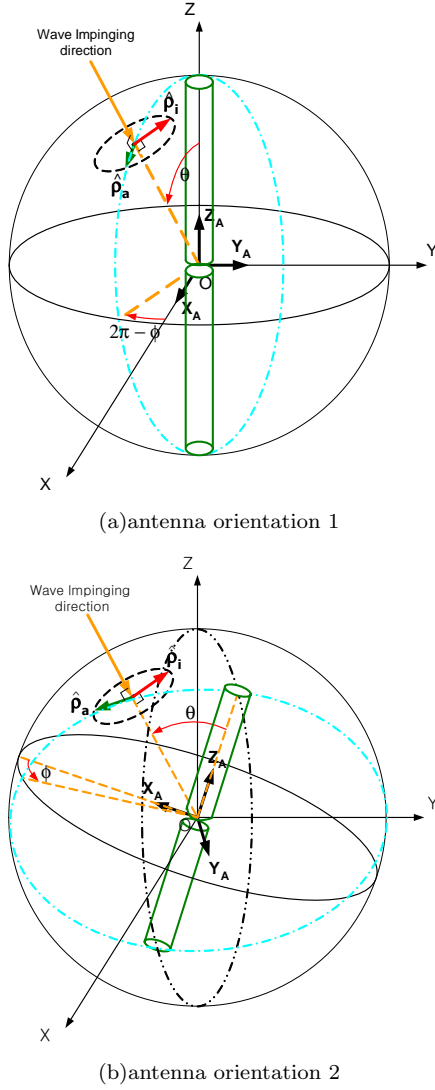 Z
Wave Impinging
direction
ρ̂i
ρ̂a
θ
ZA
YA
Y
O
XA
2π − ϕ
X
(a)antenna orientation 1
Z
Wave Impinging
direction
ρ̂i
ρ̂a
θ
ZA
ϕ
XA
Y
O
YA
X
(b)antenna orientation 2